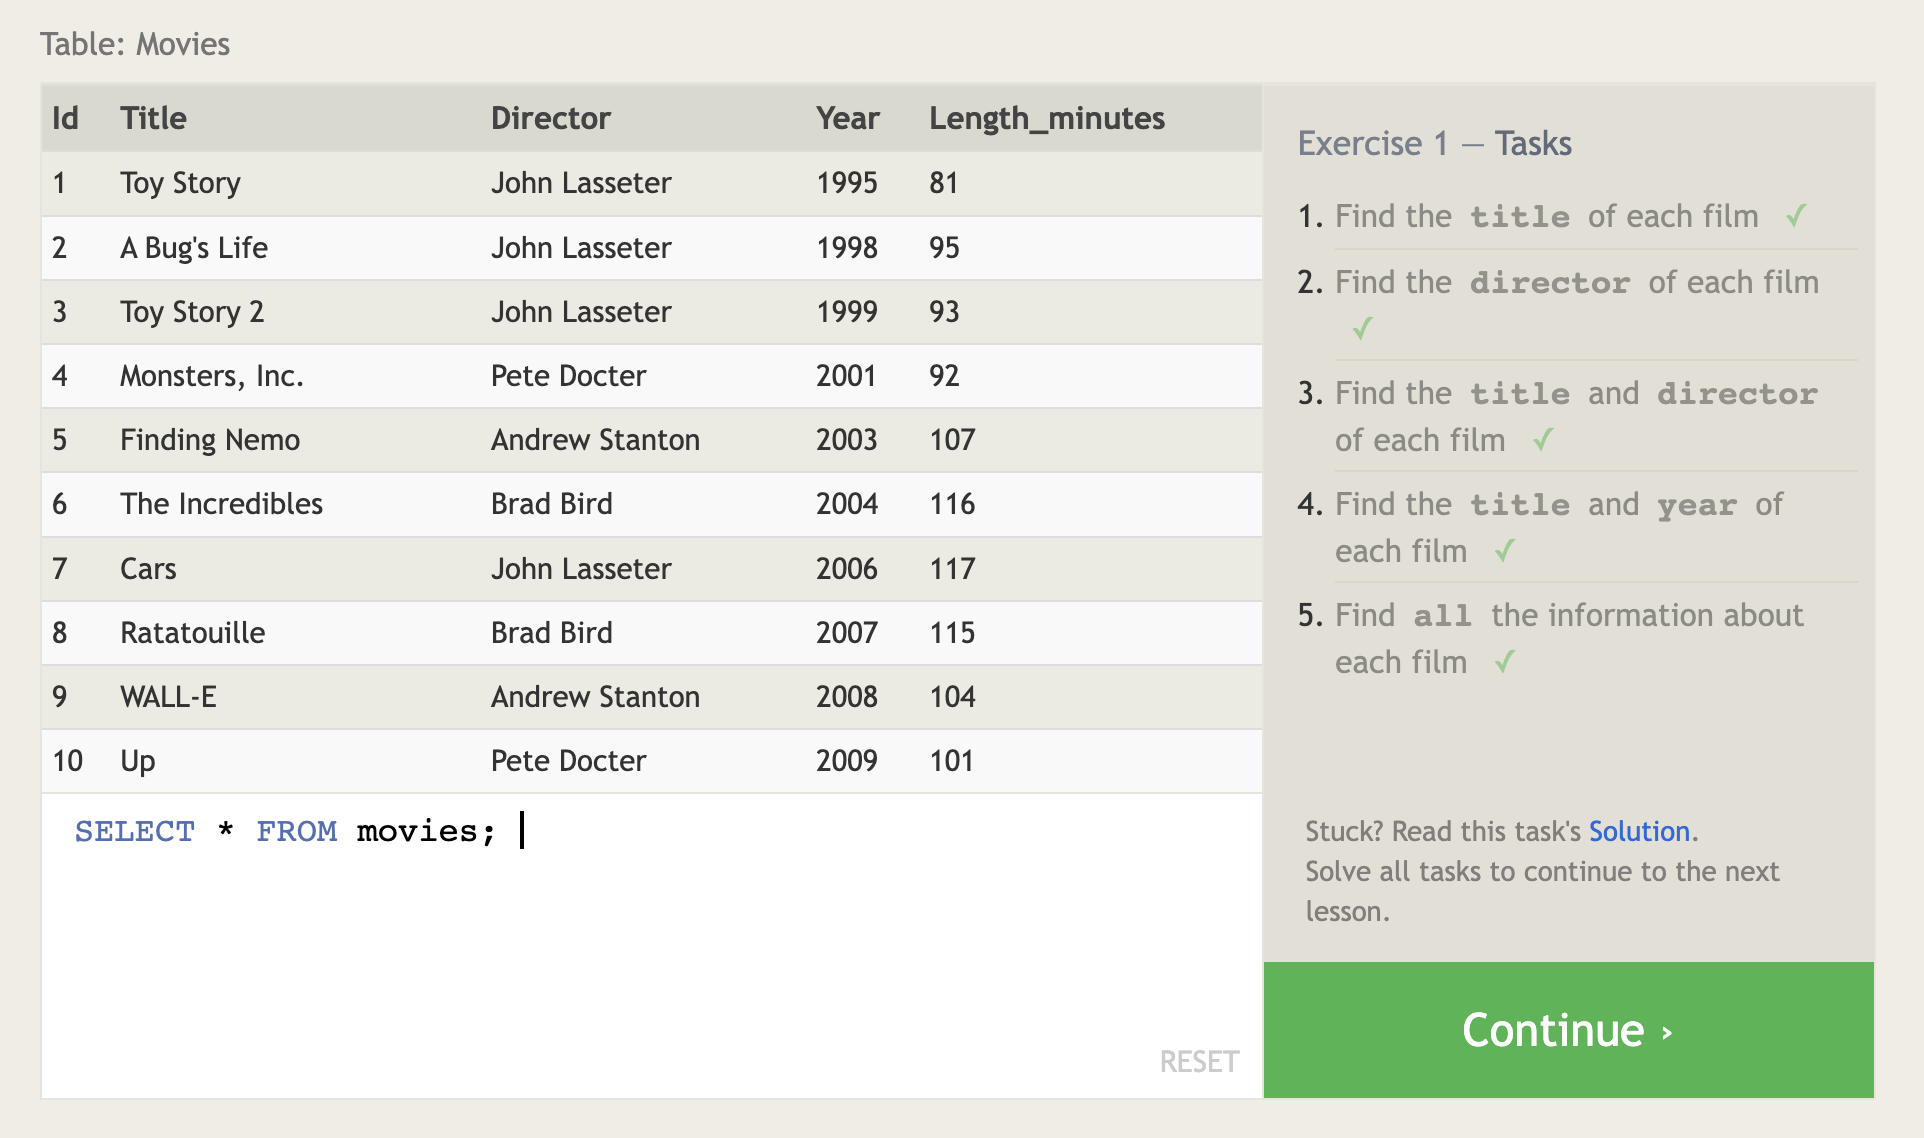 Table: Movies
Id Title Director Year Length_minutes
1 Toy Story John Lasseter 1995 81
2 A Bug's Life John Lasseter 1998 95
3 Toy Story 2 John Lasseter 1999 93
4 Monsters, Inc. Pete Docter 2001 92
5 Finding Nemo Andrew Stanton 2003 107
6 The Incredibles Brad Bird 2004 116
7 Cars John Lasseter 2006 117
8 Ratatouille Brad Bird 2007 115
9 WALL-E Andrew Stanton 2008 104
10 Up Pete Docter 2009 101
SELECT * FROM movies;
RESET
Exercise 1 — Tasks
1. Find the title of each film ✓
2. Find the director of each film
✓
3. Find the title and director
of each film ✓
4. Find the title and year of
each film ✓
5. Find all the information about
each film ✓
Stuck? Read this task's Solution.
Solve all tasks to continue to the next
lesson.
Continue ›